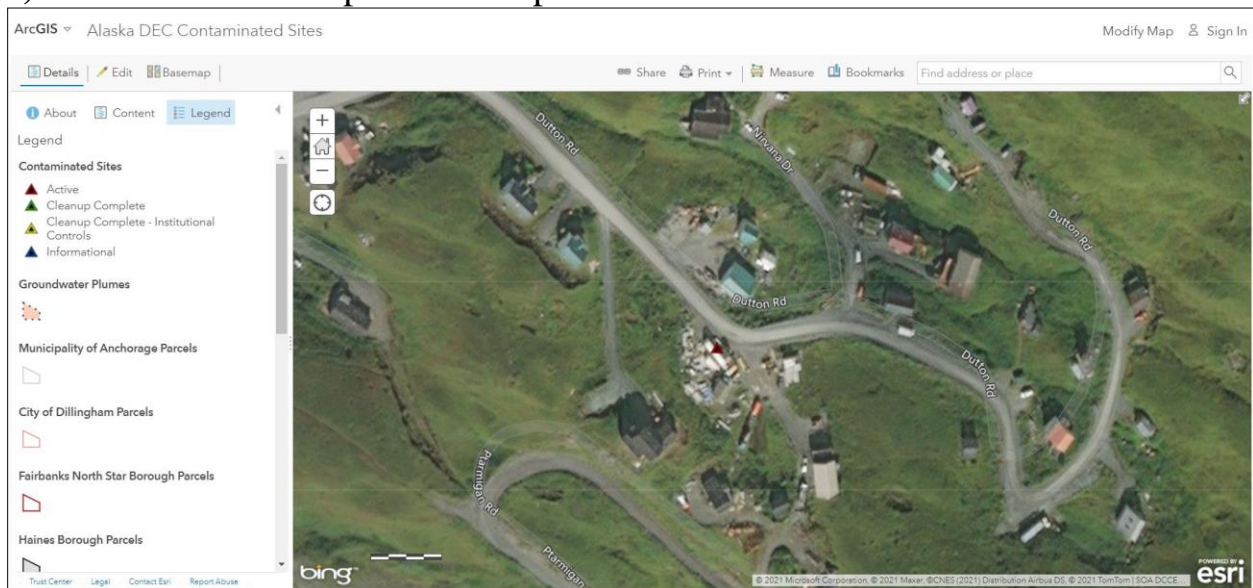 ArcGIS Alaska DEC Contaminated Sites Modify Map Sign In
Details Edit Basemap Share Print Measure Bookmarks Find address or place
About Content Legend
Legend
Contaminated Sites
Active
Cleanup Complete
Cleanup Complete - Institutional
Controls
Informational
Groundwater Plumes
Municipality of Anchorage Parcels
City of Dillingham Parcels
Fairbanks North Star Borough Parcels
Haines Borough Parcels
Trust Center Legal Contact Esri Report Abuse
Dutton Rd
Nirvana Dr
Dutton Rd
Dutton Rd
Dutton Rd
Ptarmigan Rd
Ptarmigan
bing
© 2021 Microsoft Corporation, © 2021 Maxar, ©CNES (2021) Distribution Airbus DS, © 2021 TomTom | SOA DCCE...
POWERED BY
esri